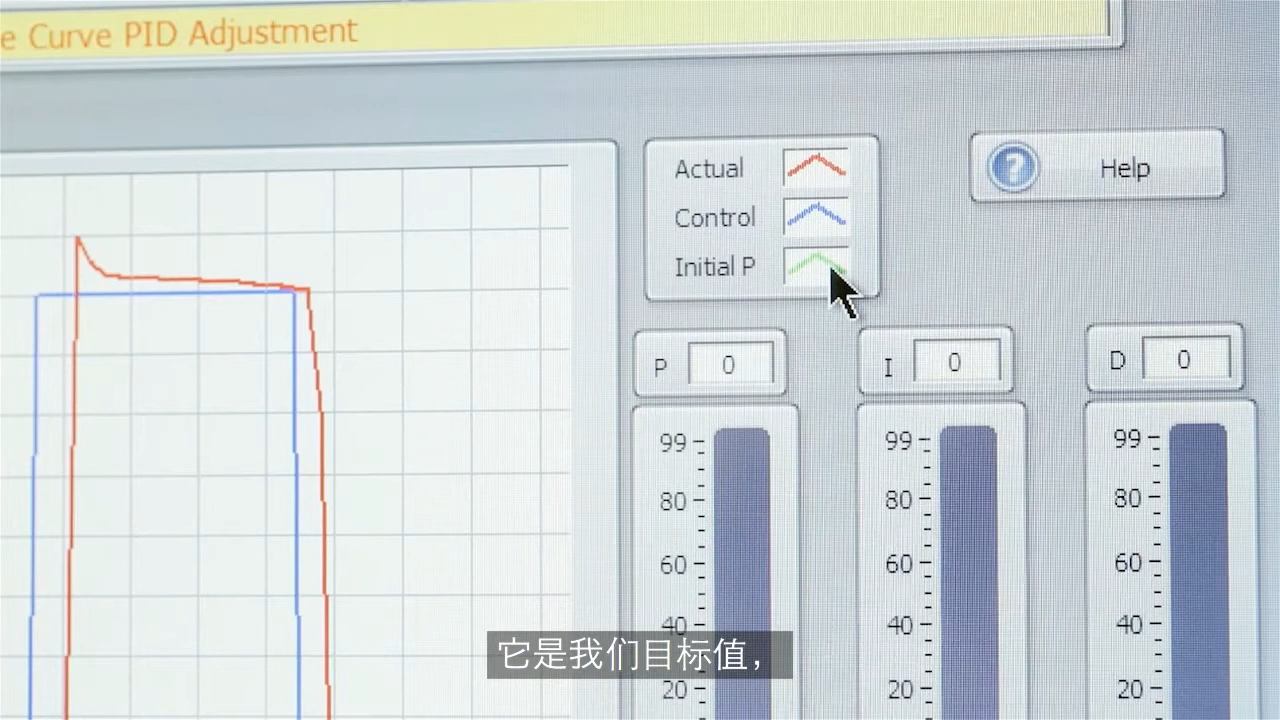 e Curve PID Adjustment
Actual
Control
Initial P
Help
P 0
I 0
D 0
99
80
60
40
20
99
80
60
40
20
99
80
60
40
20
它是我们目标值，